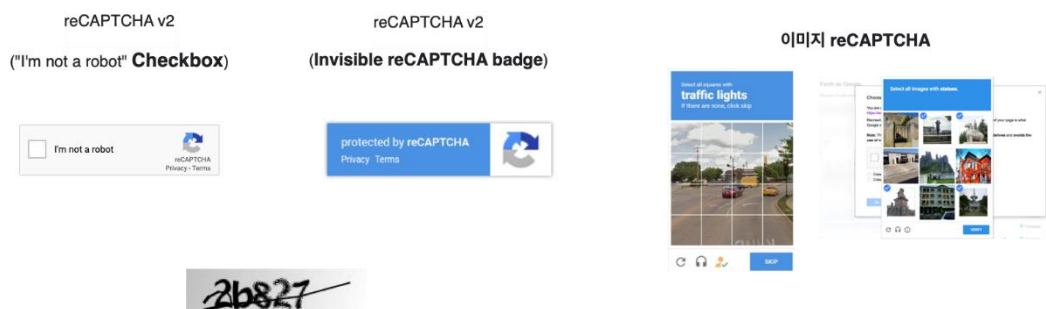 reCAPTCHA v2
("I'm not a robot" Checkbox)
I'm not a robot
reCAPTCHA
Privacy - Terms
reCAPTCHA v2
(Invisible reCAPTCHA badge)
protected by reCAPTCHA
Privacy Terms
2b827
이미지 reCAPTCHA
Select all squares with
traffic lights
If there are none, click skip
SKIP
Select all images with statues.
VERIFY